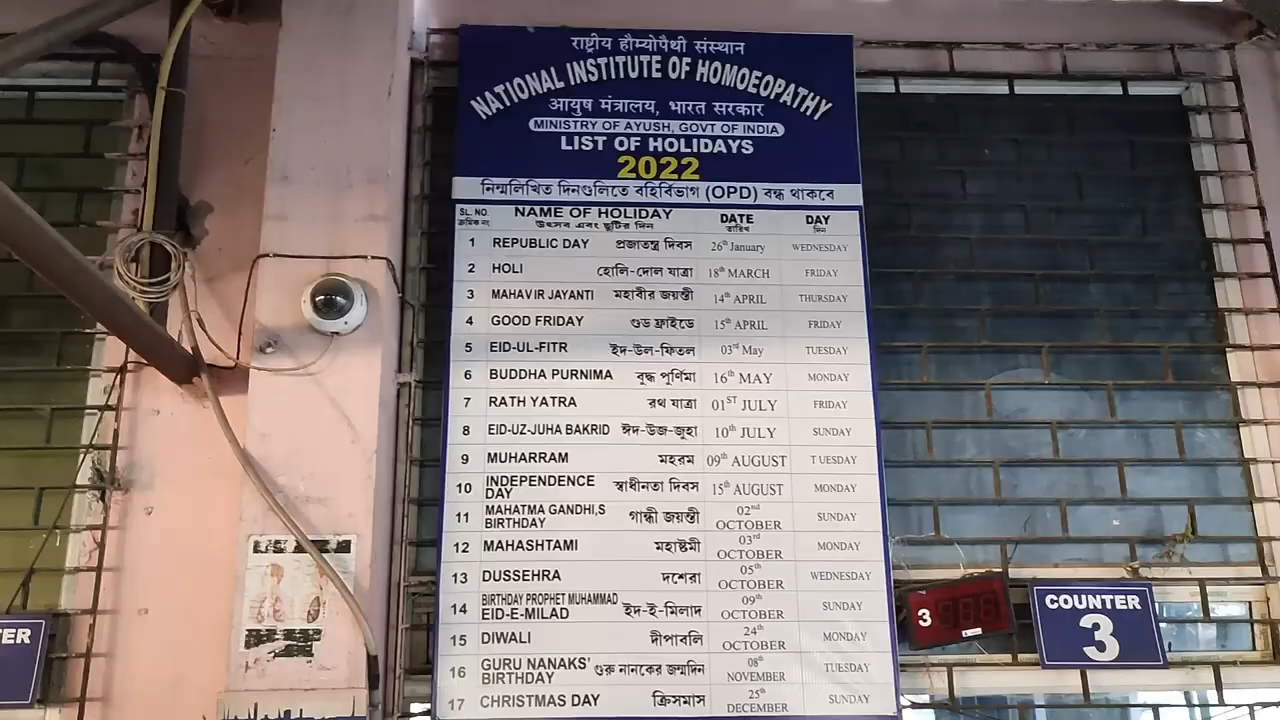 राष्ट्रीय होम्योपैथी संस्थान
NATIONAL INSTITUTE OF HOMOEOPATHY
आयुष मंत्रालय, भारत सरकार
MINISTRY OF AYUSH, GOVT OF INDIA
LIST OF HOLIDAYS
2022
নিম্নলিখিত দিনগুলিতে বহির্বিভাগ (OPD) বন্ধ থাকবে
SL. NO. NAME OF HOLIDAY DATE DAY
ক্রমিক নং উৎসব এবং ছুটির দিন তারিখ দিন
1 REPUBLIC DAY প্রজাতন্ত্র দিবস 26th January WEDNESDAY
2 HOLI হোলি-দোল যাত্রা 18th MARCH FRIDAY
3 MAHAVIR JAYANTI মহাবীর জয়ন্তী 14th APRIL THURSDAY
4 GOOD FRIDAY গুড ফ্রাইডে 15th APRIL FRIDAY
5 EID-UL-FITR ইদ-উল-ফিতল 03rd May TUESDAY
6 BUDDHA PURNIMA বুদ্ধ পূর্ণিমা 16th MAY MONDAY
7 RATH YATRA রথ যাত্রা 01ST JULY FRIDAY
8 EID-UZ-JUHA BAKRID ঈদ-উজ-জুহা 10th JULY SUNDAY
9 MUHARRAM মহরম 09th AUGUST TUESDAY
10 INDEPENDENCE DAY স্বাধীনতা দিবস 15th AUGUST MONDAY
11 MAHATMA GANDHI,S BIRTHDAY গান্ধী জয়ন্তী 02nd OCTOBER SUNDAY
12 MAHASHTAMI মহাষ্টমী 03rd OCTOBER MONDAY
13 DUSSEHRA দশেরা 05th OCTOBER WEDNESDAY
14 BIRTHDAY PROPHET MUHAMMAD EID-E-MILAD ইদ-ই-মিলাদ 09th OCTOBER SUNDAY
15 DIWALI দীপাবলি 24th OCTOBER MONDAY
16 GURU NANAKS' BIRTHDAY গুরু নানকের জন্মদিন 08th NOVEMBER TUESDAY
17 CHRISTMAS DAY ক্রিসমাস 25th DECEMBER SUNDAY
3
COUNTER
3
TER